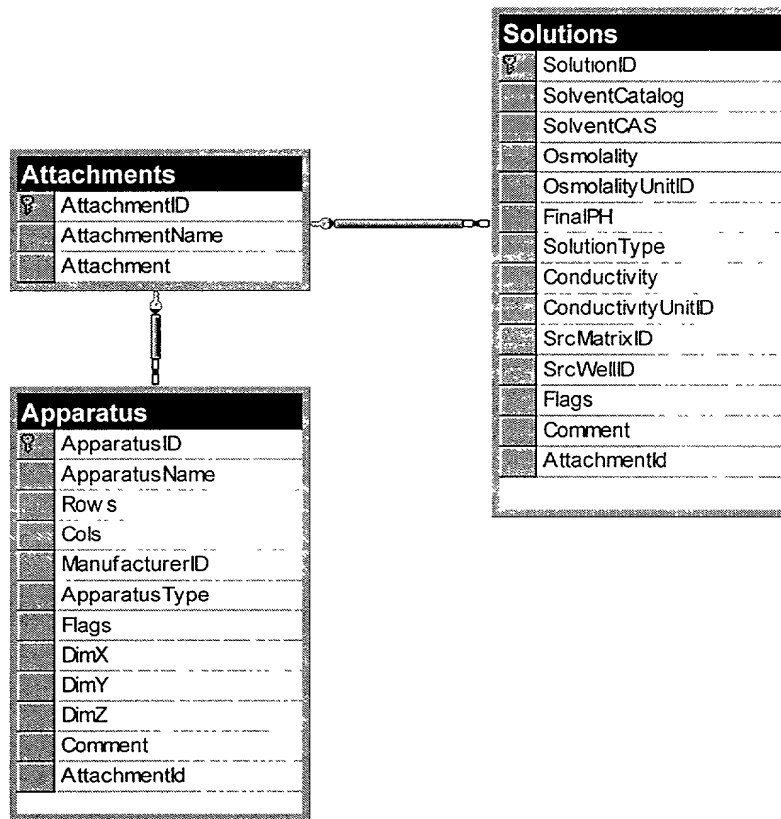 Solutions
SolutionID
SolventCatalog
SolventCAS
Osmolality
OsmolalityUnitID
FinalPH
SolutionType
Conductivity
ConductivityUnitID
SrcMatrixID
SrcWellID
Flags
Comment
AttachmentId
Attachments
AttachmentID
AttachmentName
Attachment
Apparatus
ApparatusID
ApparatusName
Rows
Cols
ManufacturerID
ApparatusType
Flags
DimX
DimY
DimZ
Comment
AttachmentId